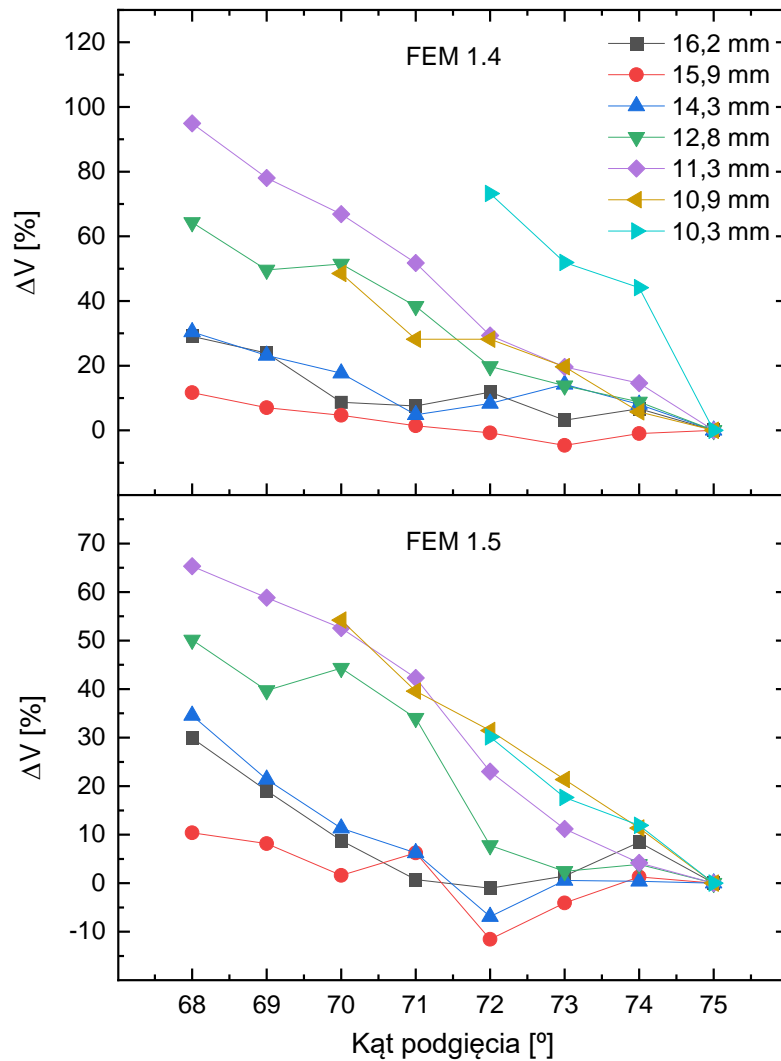 FEM 1.4
16,2 mm
15,9 mm
14,3 mm
12,8 mm
11,3 mm
10,9 mm
10,3 mm
120
100
80
60
40
20
0
ΔV [%]
FEM 1.5
70
60
50
40
30
20
10
0
-10
ΔV [%]
68 69 70 71 72 73 74 75
Kąt podgięcia [º]